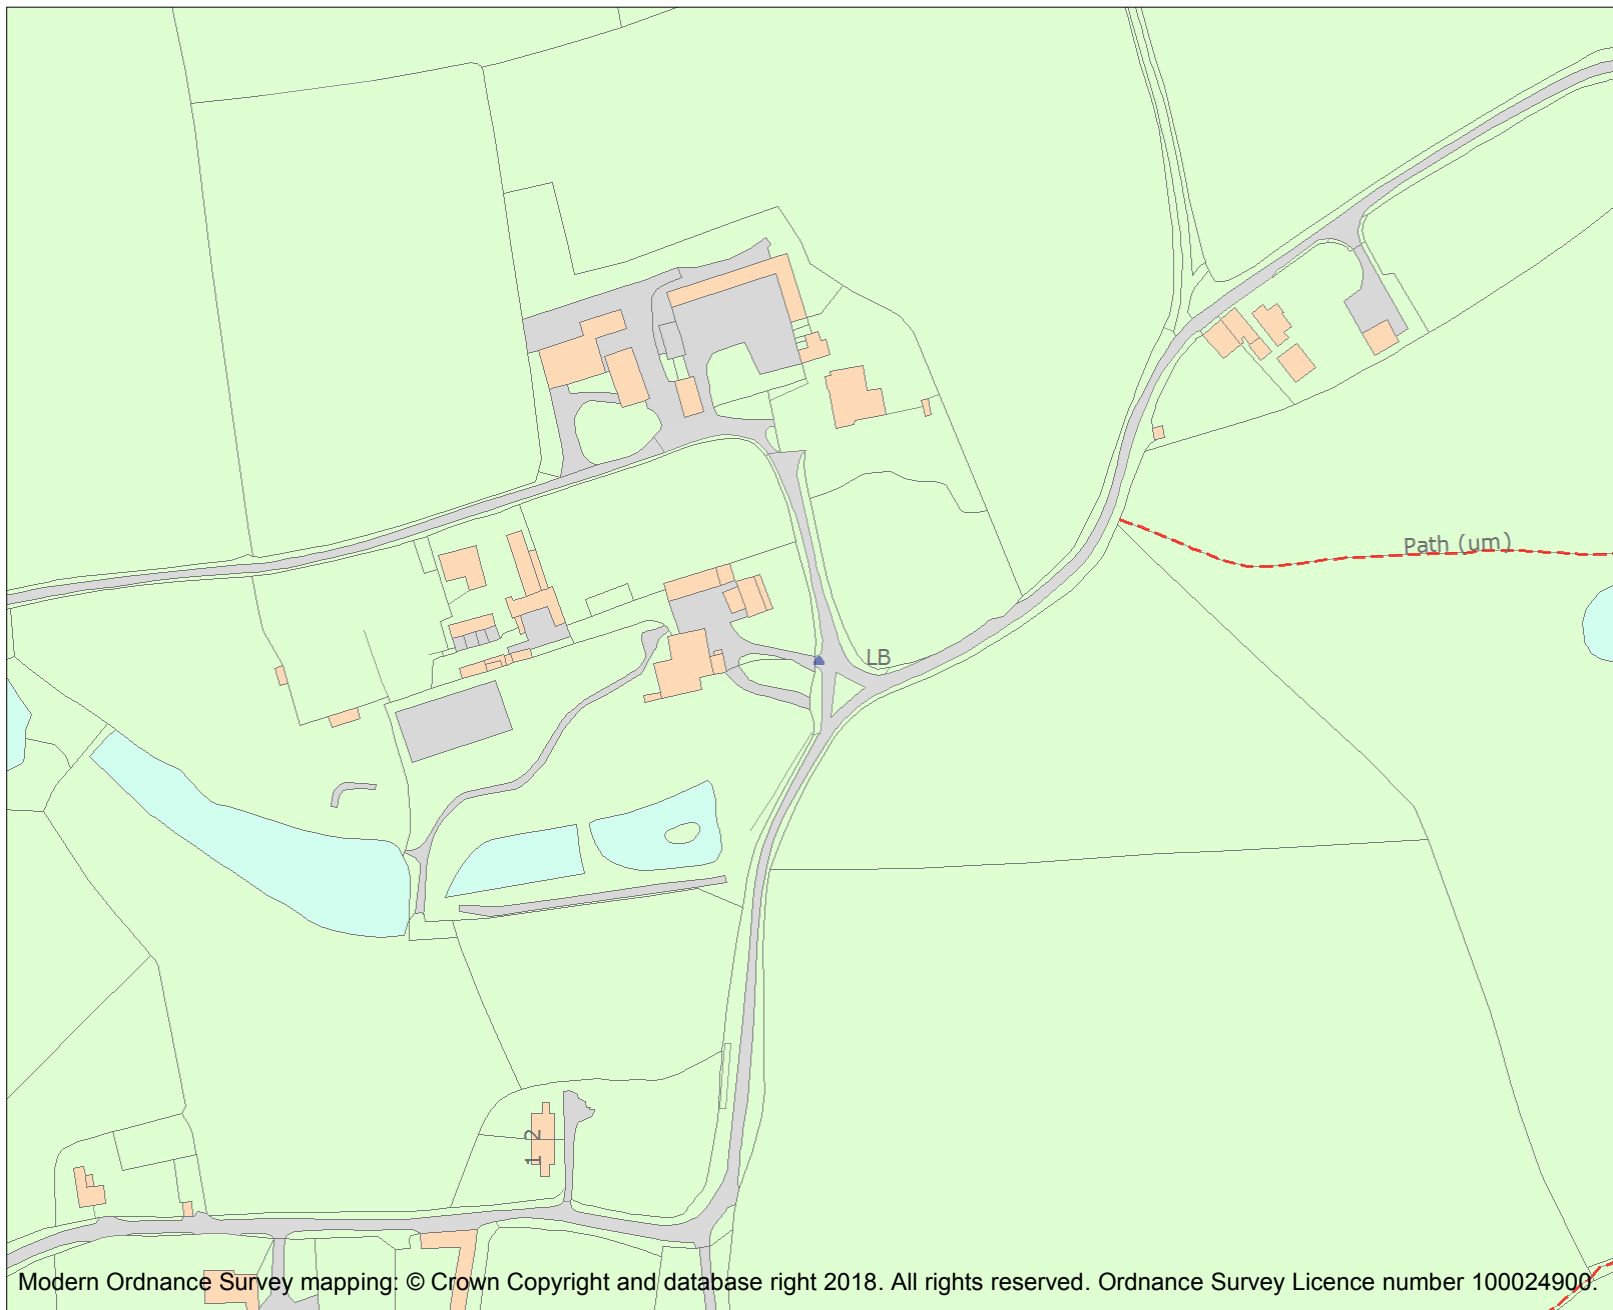 Path (um)
LB
2
1
Modern Ordnance Survey mapping: © Crown Copyright and database right 2018. All rights reserved. Ordnance Survey Licence number 100024900.